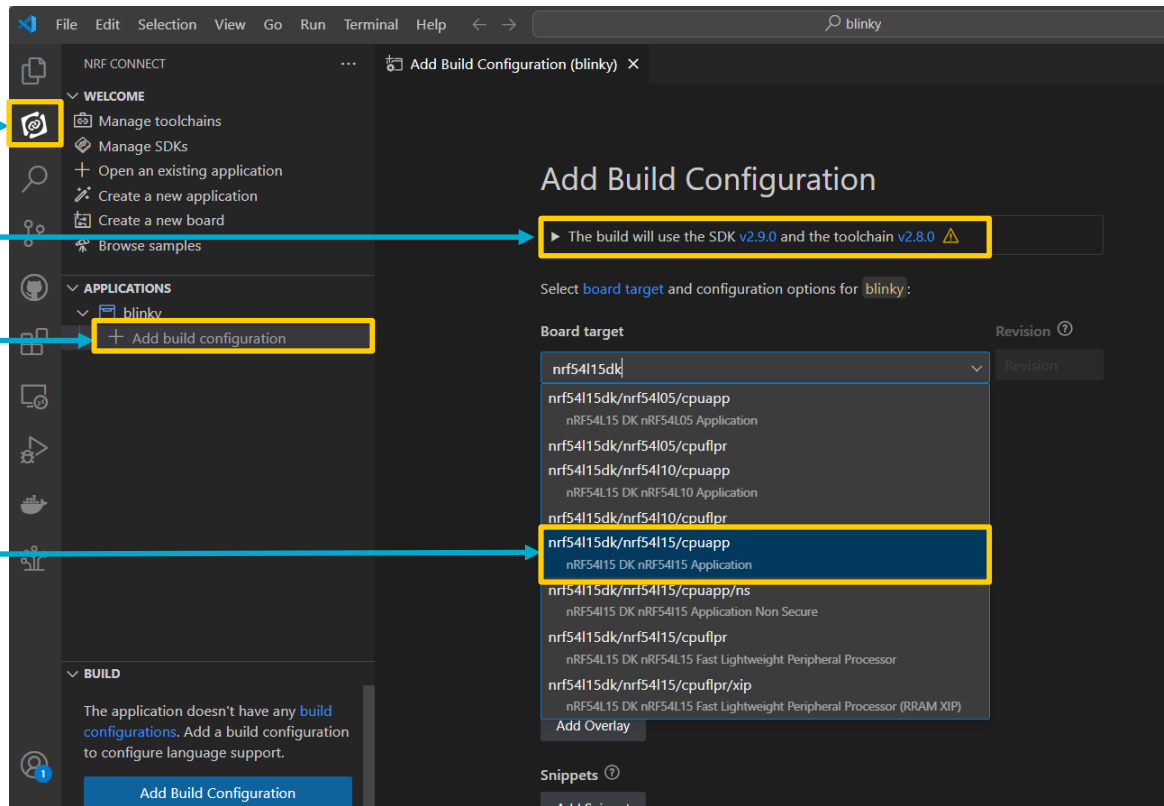 File Edit Selection View Go Run Terminal Help ← → blinky
NRF CONNECT ···
WELCOME
Manage toolchains
Manage SDKs
Open an existing application
Create a new application
Create a new board
Browse samples
APPLICATIONS
blinky
Add build configuration
BUILD
The application doesn't have any build
configurations. Add a build configuration
to configure language support.
Add Build Configuration
1
Add Build Configuration (blinky) ×
Add Build Configuration
The build will use the SDK v2.9.0 and the toolchain v2.8.0
Select board target and configuration options for blinky:
Board target
Revision
nrf54l15dk
Revision
nrf54l15dk/nrf54l05/cpuapp
nRF54L15 DK nRF54L05 Application
nrf54l15dk/nrf54l05/cpuflpr
nrf54l15dk/nrf54l10/cpuapp
nRF54L15 DK nRF54L10 Application
nrf54l15dk/nrf54l10/cpuflpr
nrf54l15dk/nrf54l15/cpuapp
nRF54l15 DK nRF54l15 Application
nrf54l15dk/nrf54l15/cpuapp/ns
nRF54l15 DK nRF54l15 Application Non Secure
nrf54l15dk/nrf54l15/cpuflpr
nRF54L15 DK nRF54L15 Fast Lightweight Peripheral Processor
nrf54l15dk/nrf54l15/cpuflpr/xip
nRF54L15 DK nRF54L15 Fast Lightweight Peripheral Processor (RRAM XIP)
Add Overlay
Snippets